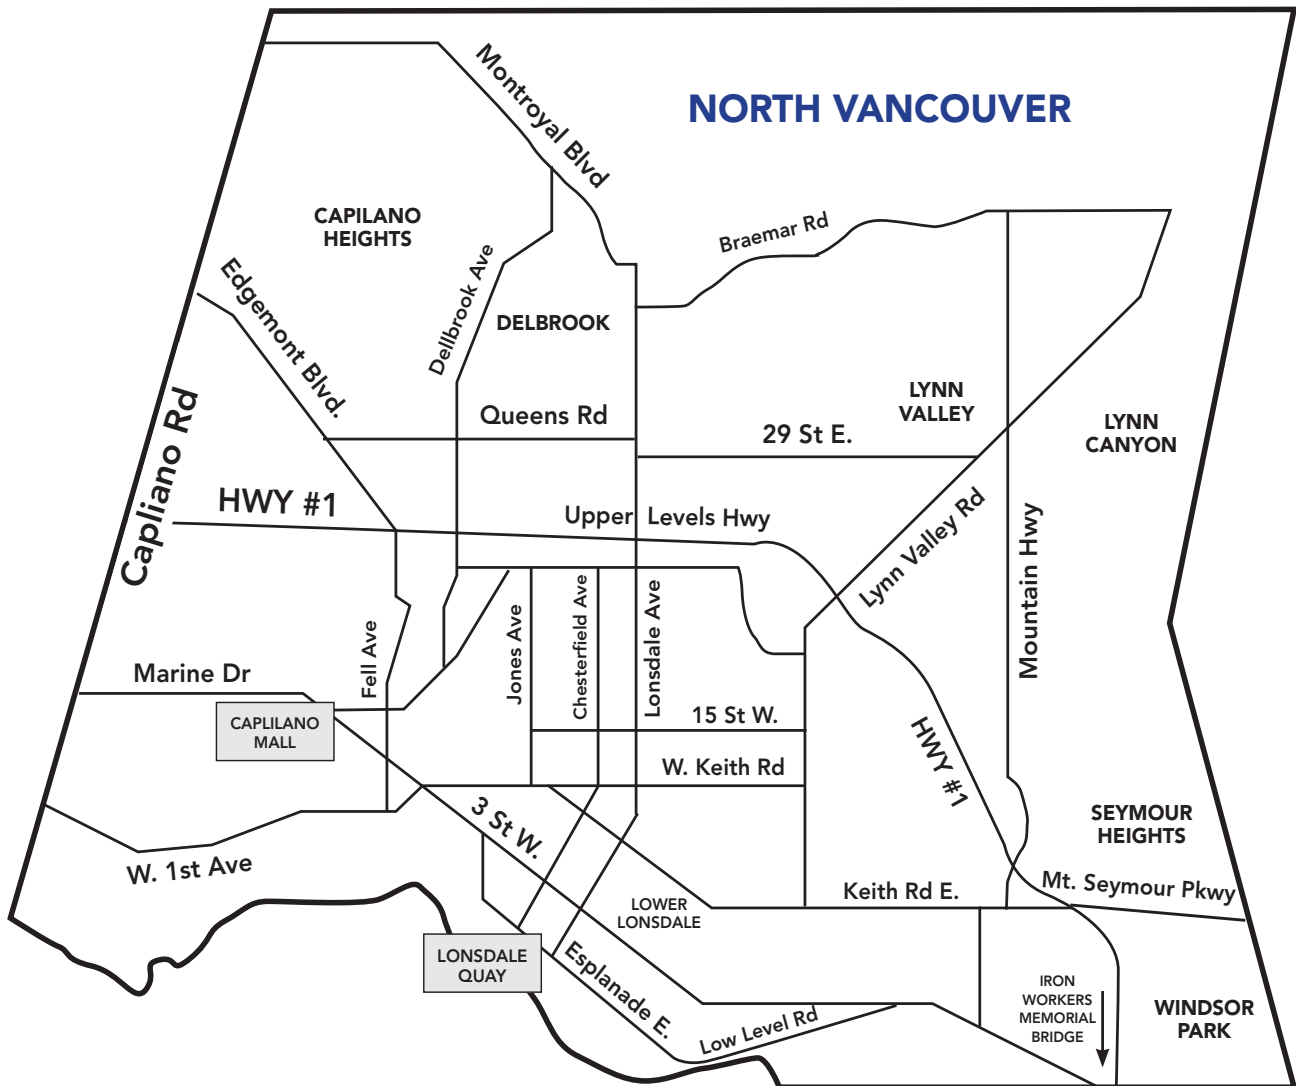 Montroyal Blvd
NORTH VANCOUVER
CAPILANO
HEIGHTS
Braemar Rd
Edgemont Blvd.
Dellbrook Ave
DELBROOK
Capliano Rd
Queens Rd
29 St E.
LYNN
VALLEY
LYNN
CANYON
HWY #1
Upper Levels Hwy
Lynn Valley Rd
Mountain Hwy
Marine Dr
Fell Ave
Jones Ave
Chesterfield Ave
Lonsdale Ave
15 St W.
CAPLILANO
MALL
W. Keith Rd
HWY #1
3 St W.
SEYMOUR
HEIGHTS
W. 1st Ave
Keith Rd E.
Mt. Seymour Pkwy
LOWER
LONSDALE
LONSDALE
QUAY
Esplanade E.
Low Level Rd
IRON
WORKERS
MEMORIAL
BRIDGE
WINDSOR
PARK